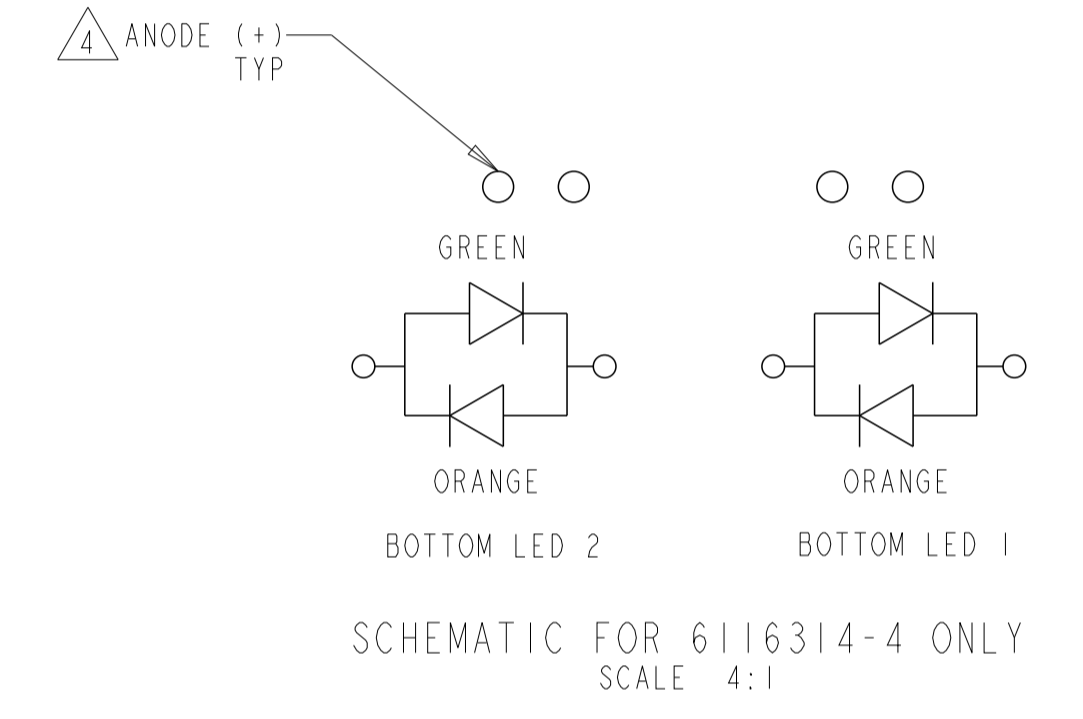 4 ANODE (+)
TYP
GREEN
GREEN
ORANGE
ORANGE
BOTTOM LED 2
BOTTOM LED 1
SCHEMATIC FOR 6116314-4 ONLY
SCALE 4:1